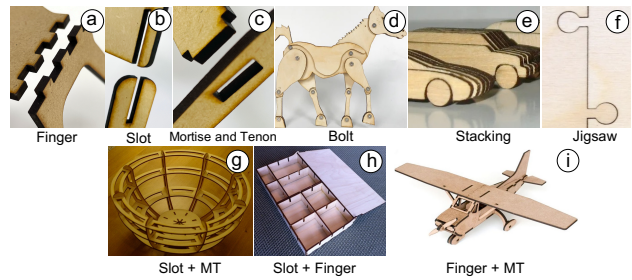 a
b
c
d
e
f
Finger
Slot
Mortise and Tenon
Bolt
Stacking
Jigsaw
g
h
i
Slot + MT
Slot + Finger
Finger + MT